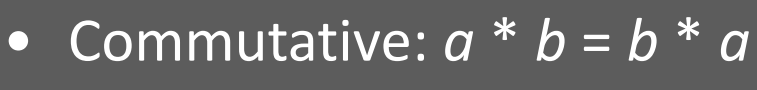 • Commutative: a * b = b * a